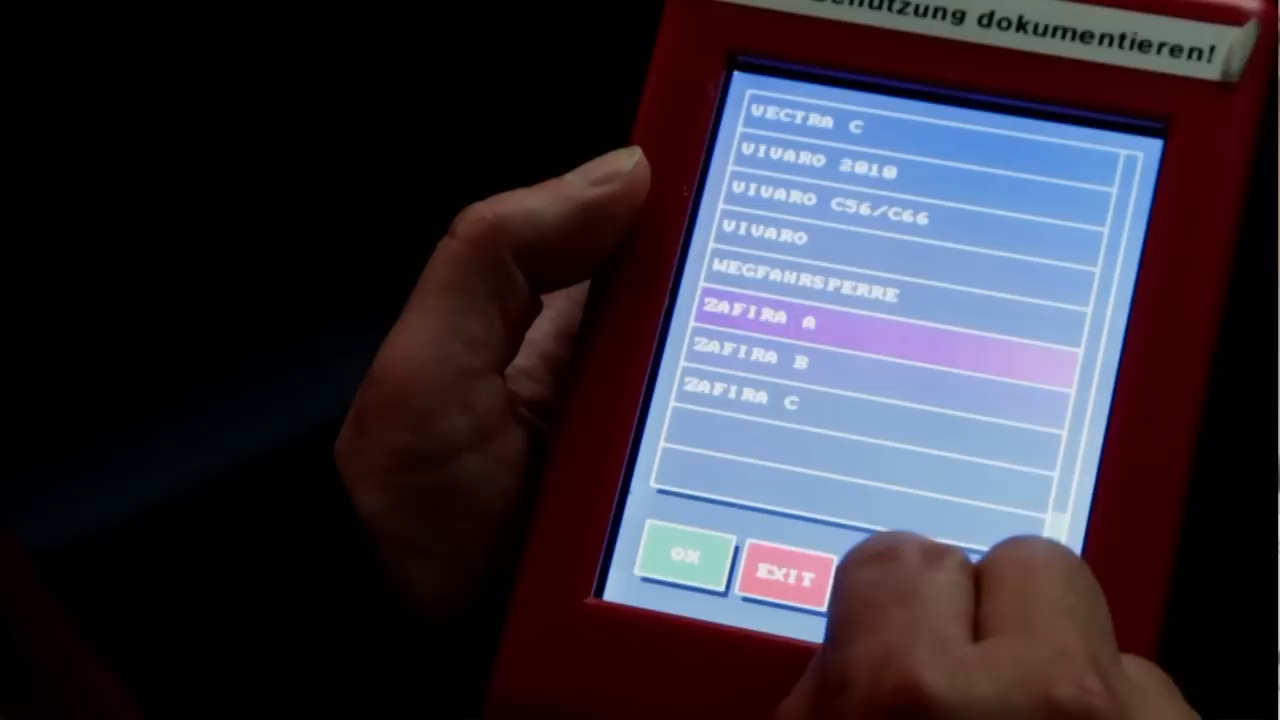 Benutzung dokumentieren!
VECTRA C
VIVARO 2010
VIVARO C56/C66
VIVARO
WEGFAHRSPERRE
ZAFIRA A
ZAFIRA B
ZAFIRA C
OK
EXIT